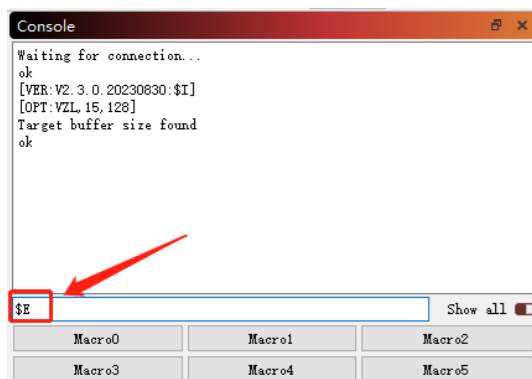 Console
Waiting for connection...
ok
[VER:V2.3.0.20230830:$I]
[OPT:VZL,15,128]
Target buffer size found
ok
$E
Show all
Macro0 Macro1 Macro2
Macro3 Macro4 Macro5